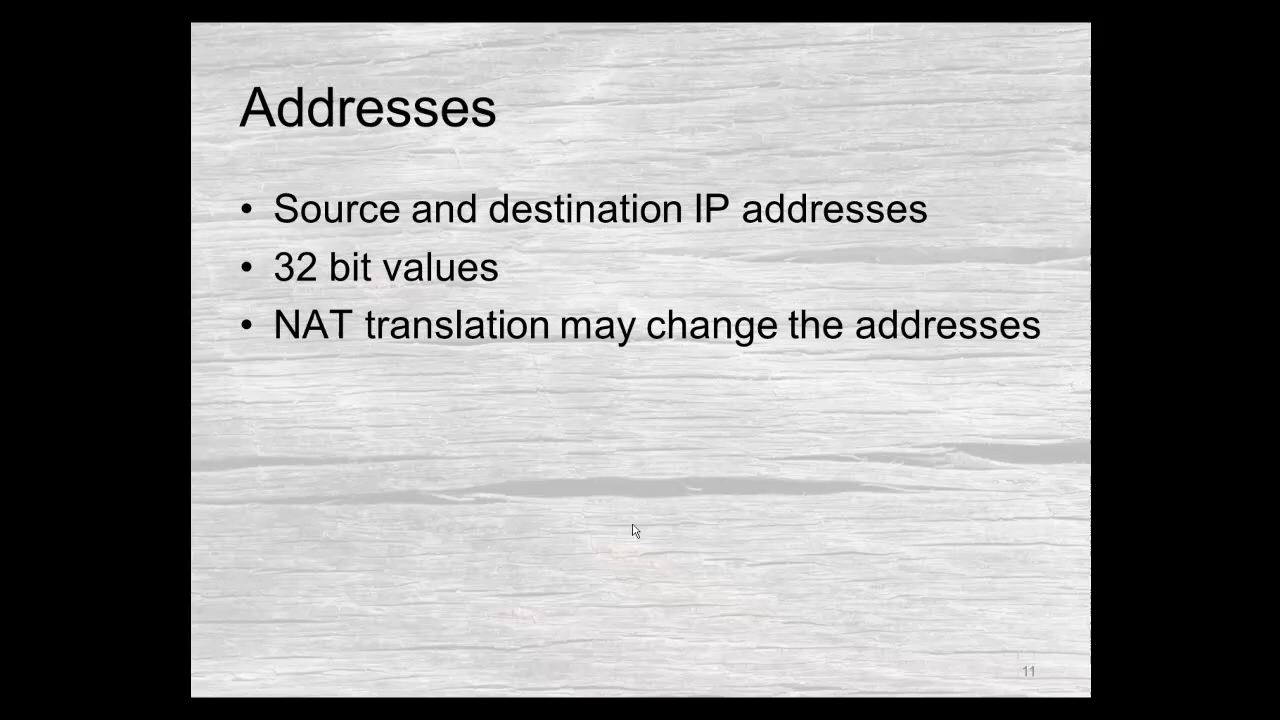 Addresses
• Source and destination IP addresses
• 32 bit values
• NAT translation may change the addresses
11